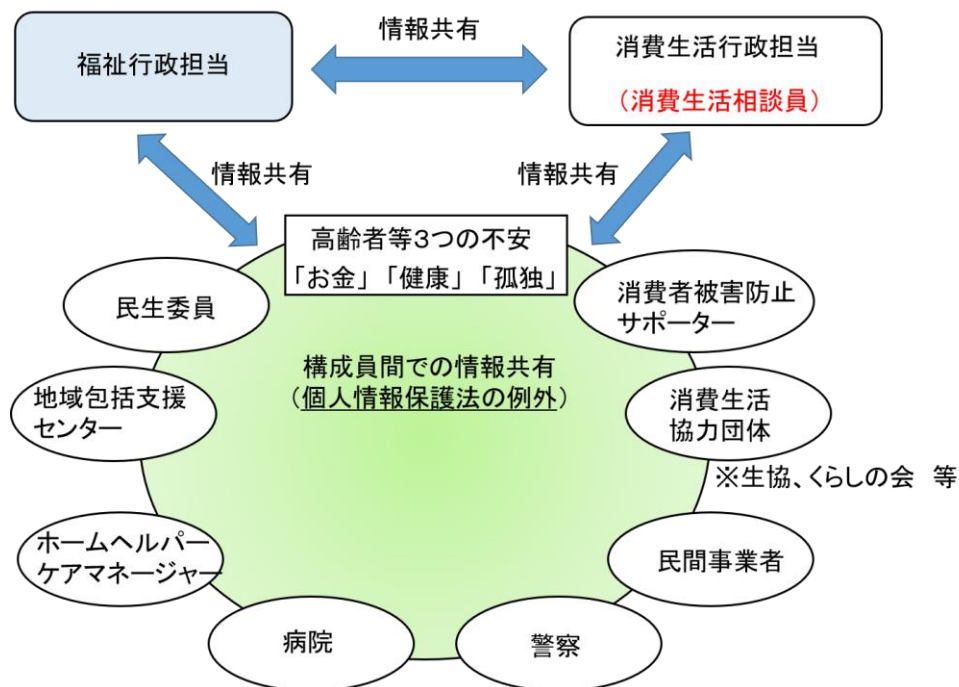 情報共有
福祉行政担当
消費生活行政担当
（消費生活相談員）
情報共有
情報共有
高齢者等３つの不安
「お金」「健康」「孤独」
民生委員
消費者被害防止
サポーター
構成員間での情報共有
（個人情報保護法の例外）
地域包括支援
センター
消費生活
協力団体
※生協、くらしの会　等
ホームヘルパー
ケアマネージャー
民間事業者
病院
警察